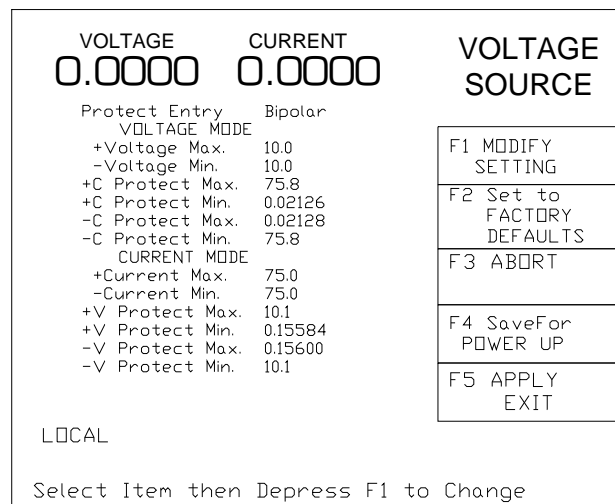 VOLTAGE CURRENT
0.0000 0.0000
VOLTAGE
SOURCE
Protect Entry Bipolar
VOLTAGE MODE
+Voltage Max. 10.0
-Voltage Min. 10.0
+C Protect Max. 75.8
+C Protect Min. 0.02126
-C Protect Max. 0.02128
-C Protect Min. 75.8
CURRENT MODE
+Current Max. 75.0
-Current Min. 75.0
+V Protect Max. 10.1
+V Protect Min. 0.15584
-V Protect Max. 0.15600
-V Protect Min. 10.1
F1 MODIFY
SETTING
F2 Set to
FACTORY
DEFAULTS
F3 ABORT
F4 SaveFor
POWER UP
F5 APPLY
EXIT
LOCAL
Select Item then Depress F1 to Change